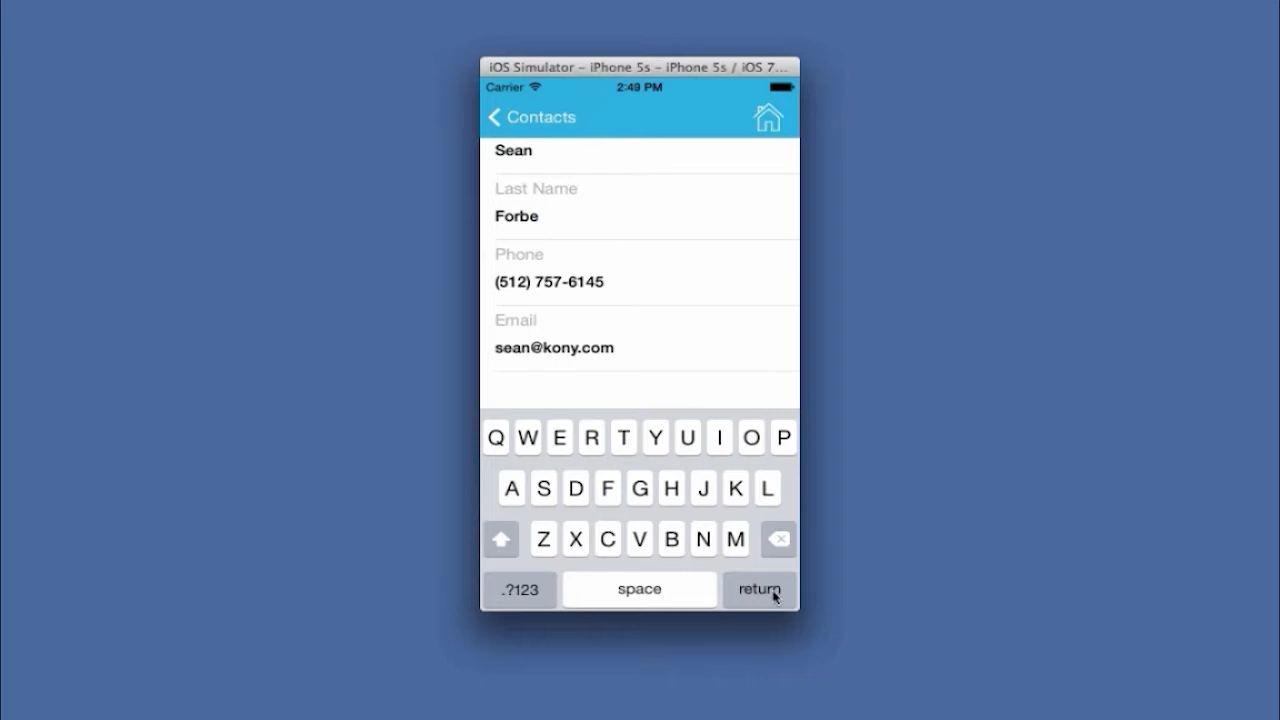 iOS Simulator – iPhone 5s – iPhone 5s / iOS 7...
Carrier 2:49 PM
Contacts
Sean
Last Name
Forbe
Phone
(512) 757-6145
Email
sean@kony.com
Q W E R T Y U I O P
A S D F G H J K L
Z X C V B N M
.?123 space return